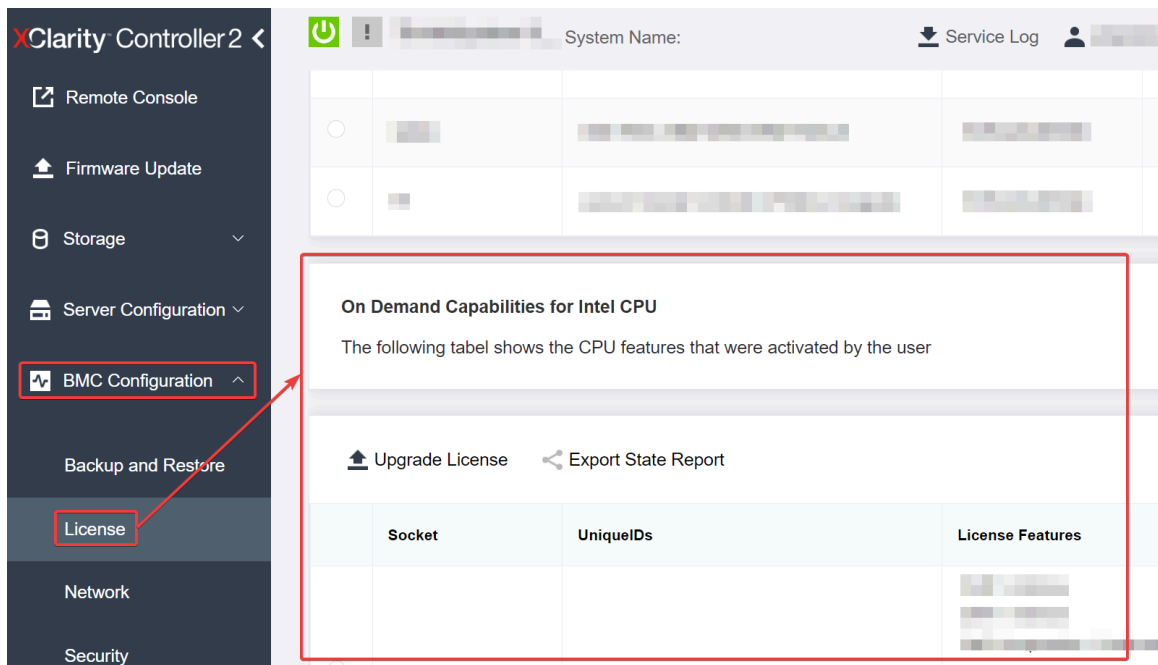 XClarity Controller 2
System Name:
Service Log
Remote Console
Firmware Update
Storage
Server Configuration
BMC Configuration
Backup and Restore
License
Network
Security
On Demand Capabilities for Intel CPU
The following tabel shows the CPU features that were activated by the user
Upgrade License
Export State Report
Socket UniqueIDs License Features